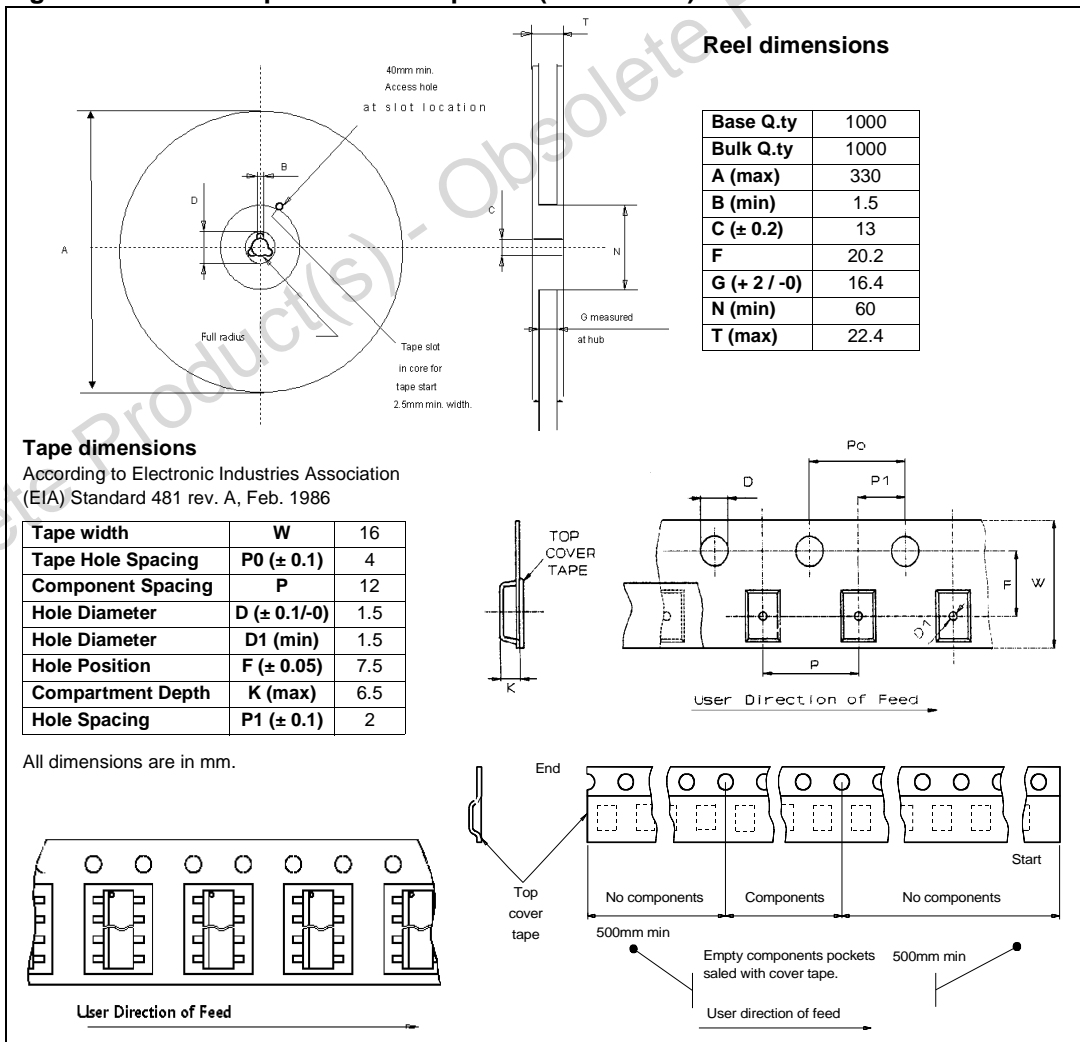 T
Reel dimensions
40mm min.
Access hole
at slot location
B
D
A
C
N
Full radius
Tape slot
in core for
tape start
2.5mm min. width.
G measured
at hub
Base Q.ty 1000
Bulk Q.ty 1000
A (max) 330
B (min) 1.5
C (± 0.2) 13
F 20.2
G (+ 2 / -0) 16.4
N (min) 60
T (max) 22.4
Obsolete Product(s) - Obsolete P
Tape dimensions
According to Electronic Industries Association
(EIA) Standard 481 rev. A, Feb. 1986
Tape width W 16
Tape Hole Spacing P0 (± 0.1) 4
Component Spacing P 12
Hole Diameter D (± 0.1/-0) 1.5
Hole Diameter D1 (min) 1.5
Hole Position F (± 0.05) 7.5
Compartment Depth K (max) 6.5
Hole Spacing P1 (± 0.1) 2
All dimensions are in mm.
TOP
COVER
TAPE
K
Po
D
P1
F
W
D1
P
User Direction of Feed
End
Start
Top
cover
tape
No components
Components
No components
500mm min
Empty components pockets
saled with cover tape.
500mm min
User direction of feed
User Direction of Feed